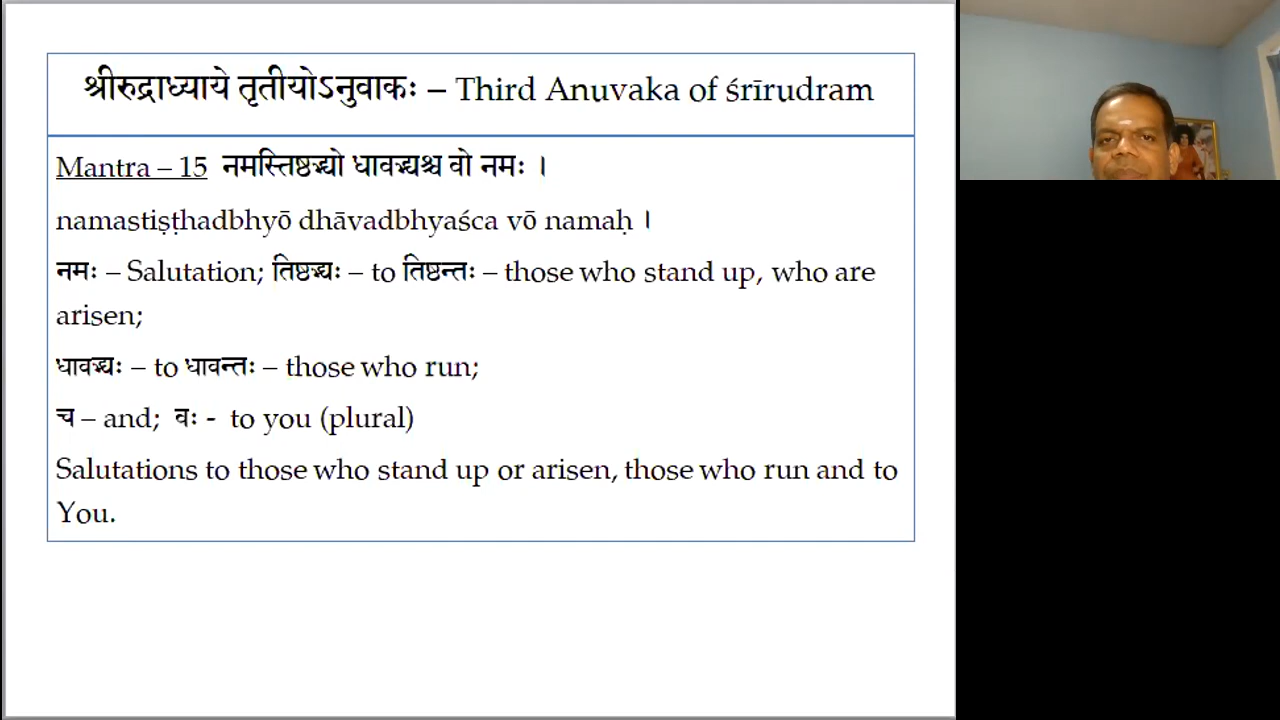 श्रीरुद्राध्याये तृतीयोऽनुवाकः – Third Anuvaka of śrīrudram
Mantra – 15 नमस्तिष्ठद्भ्यो धावद्भ्यश्च वो नमः ।
namastiṣṭhadbhyō dhāvadbhyaśca vō namaḥ ।
नमः – Salutation; तिष्ठद्भ्यः – to तिष्ठन्तः – those who stand up, who are
arisen;
धावद्भ्यः – to धावन्तः – those who run;
च – and; वः - to you (plural)
Salutations to those who stand up or arisen, those who run and to
You.